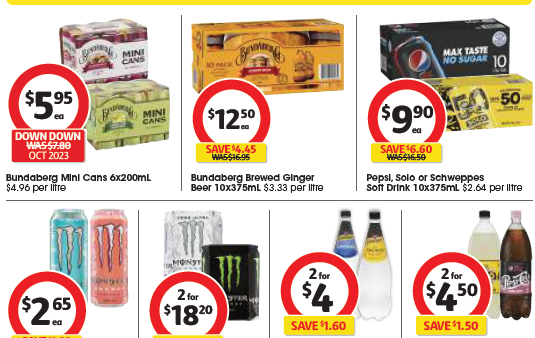 BUNDABERG
MINI
CANS
BUNDABERG
MINI
CANS
$5.95
ea
DOWN DOWN
WAS $7.80
OCT 2023
Bundaberg Mini Cans 6x200mL
$4.96 per litre
BUNDABERG
10 PACK
$12.50
ea
SAVE $4.45
WAS $16.95
Bundaberg Brewed Ginger
Beer 10x375mL $3.33 per litre
MAX TASTE
NO SUGAR
10
50
$9.90
ea
SAVE $6.60
WAS $16.50
Pepsi, Solo or Schweppes
Soft Drink 10x375mL $2.64 per litre
$2.65
ea
MONSTER
2 for
$18.20
2 for
$4
SAVE $1.60
2 for
$4.50
SAVE $1.50